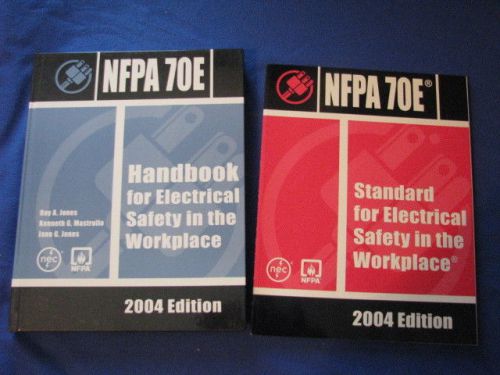 NFPA 70E
Handbook
for Electrical
Safety in the
Workplace
Ray A. Jones
Kenneth G. Mastrullo
Jane G. Jones
nec®
NFPA
2004 Edition
NFPA 70E®
Standard
for Electrical
Safety in the
Workplace®
nec®
NFPA
2004 Edition